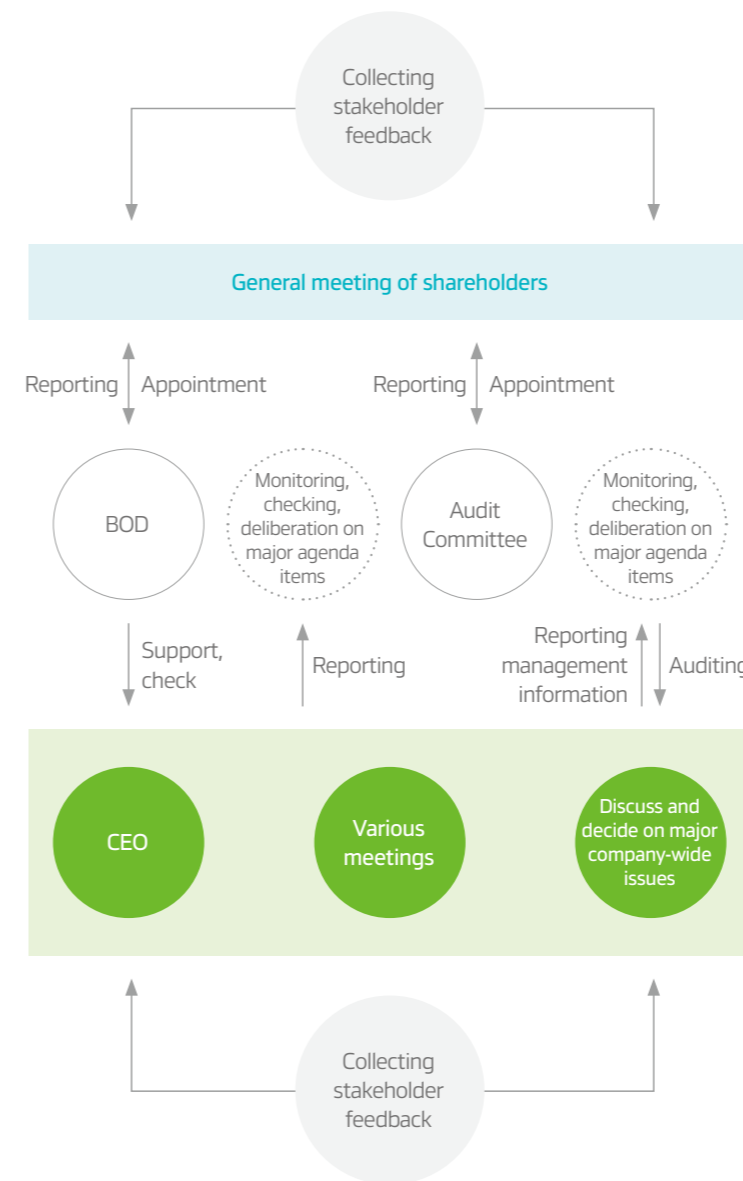 Collecting
stakeholder
feedback
General meeting of shareholders
Reporting
Appointment
Reporting
Appointment
BOD
Monitoring,
checking,
deliberation on
major agenda
items
Audit
Committee
Monitoring,
checking,
deliberation on
major agenda
items
Support,
check
Reporting
Reporting
management
information
Auditing
CEO
Various
meetings
Discuss and
decide on major
company-wide
issues
Collecting
stakeholder
feedback